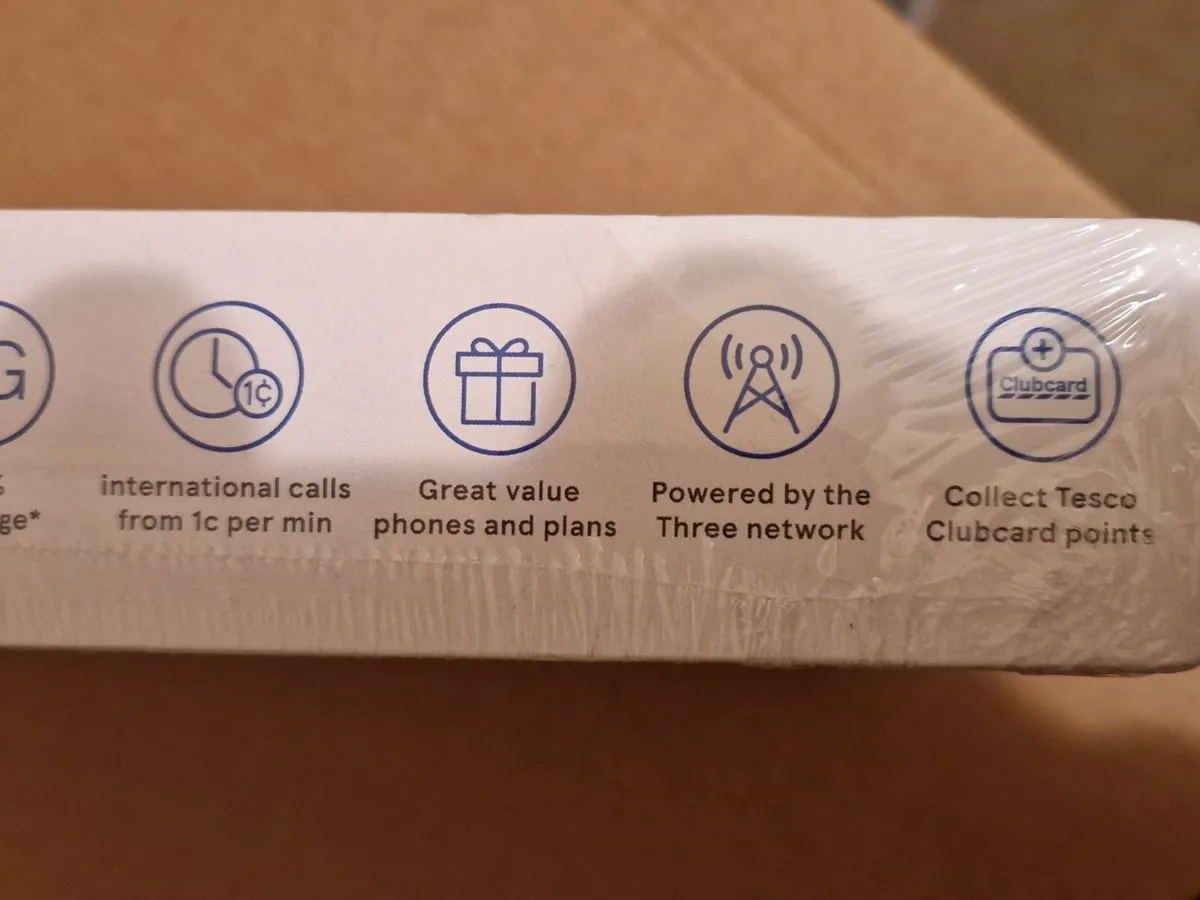 G
%
ge*
1¢
international calls
from 1c per min
Great value
phones and plans
Powered by the
Three network
Clubcard
Collect Tesco
Clubcard points